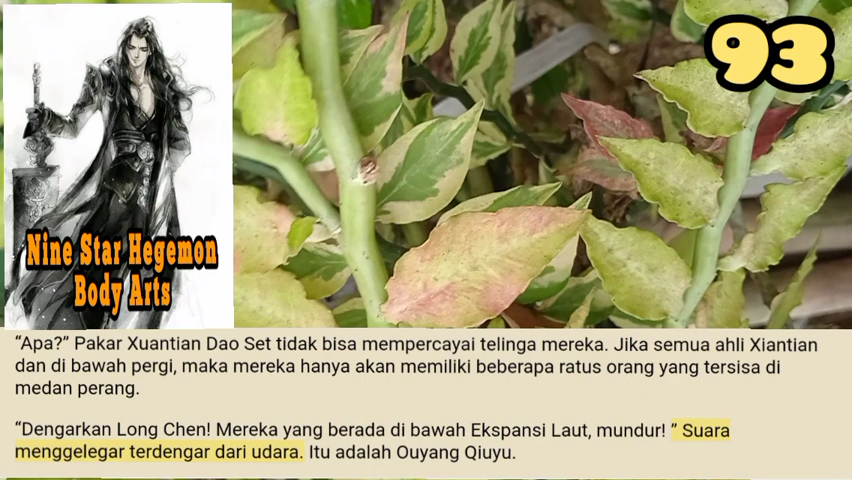 93
Nine Star Hegemon
Body Arts
“Apa?” Pakar Xuantian Dao Set tidak bisa mempercayai telinga mereka. Jika semua ahli Xiantian
dan di bawah pergi, maka mereka hanya akan memiliki beberapa ratus orang yang tersisa di
medan perang.
“Dengarkan Long Chen! Mereka yang berada di bawah Ekspansi Laut, mundur! ” Suara
menggelegar terdengar dari udara. Itu adalah Ouyang Qiuyu.